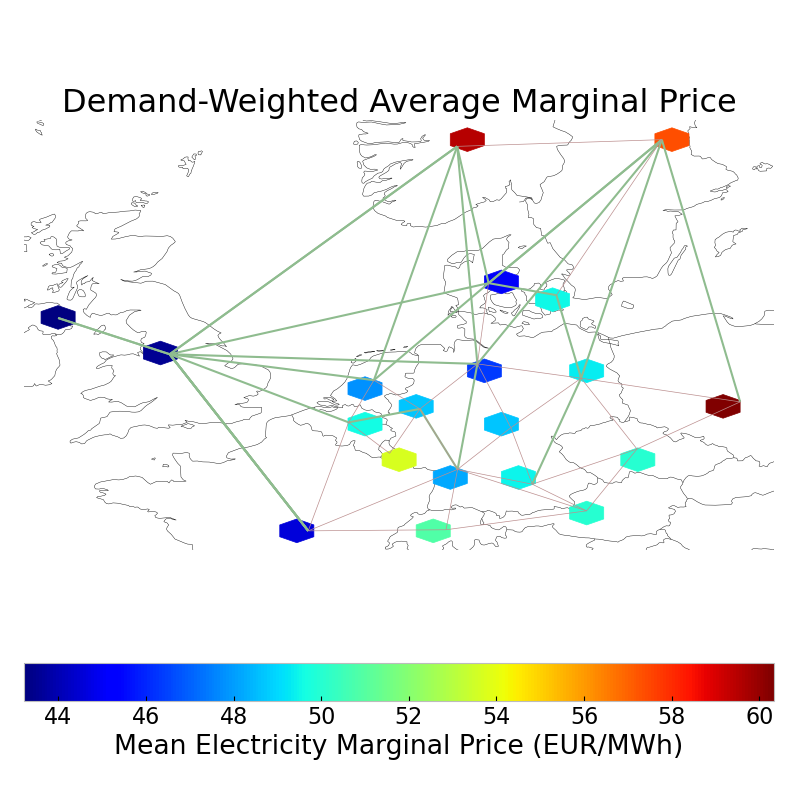 Demand-Weighted Average Marginal Price
44 46 48 50 52 54 56 58 60
Mean Electricity Marginal Price (EUR/MWh)